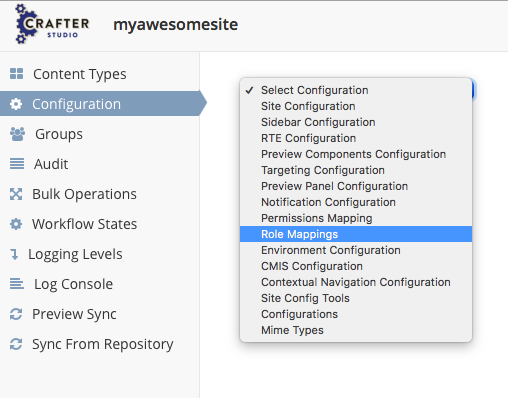 CRAFTER
STUDIO
myawesomesite
Content Types
Configuration
Groups
Audit
Bulk Operations
Workflow States
Logging Levels
Log Console
Preview Sync
Sync From Repository
✓ Select Configuration
Site Configuration
Sidebar Configuration
RTE Configuration
Preview Components Configuration
Targeting Configuration
Preview Panel Configuration
Notification Configuration
Permissions Mapping
Role Mappings
Environment Configuration
CMIS Configuration
Contextual Navigation Configuration
Site Config Tools
Configurations
Mime Types